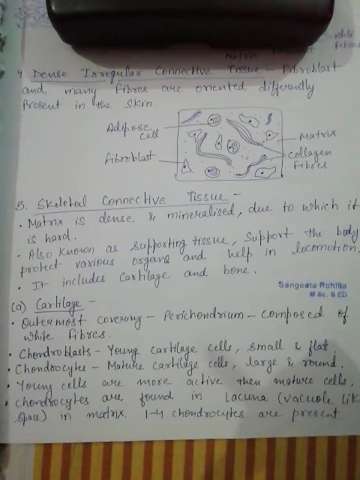 white
Fibres
Matrix
4. Dense Irregular Connective Tissue - Fibroblast
and many fibres are oriented differently
Present in the skin.
Adipose
cell
Fibroblast
Matrix
collagen
Fibres
5. Skeletal Connective Tissue -
• Matrix is dense & mineralised, due to which it
is hard.
• Also known as supporting tissue, support the body
protect various organs and help in locomotion.
• It includes cartilage and bone.
Sangeeta Rohilla
M.Sc. B.ED
(a) Cartilage -
• Outermost covering - Perichondrium - composed of
white fibres.
• Chondroblasts - Young cartilage cells, small & flat
• Chondrocytes - Mature cartilage cells, large & round.
• Young cells are more active then mature cells.
• Chondrocytes are found in Lacuna (vacuole lik
space) in matrix. 1-4 chondrocytes are present